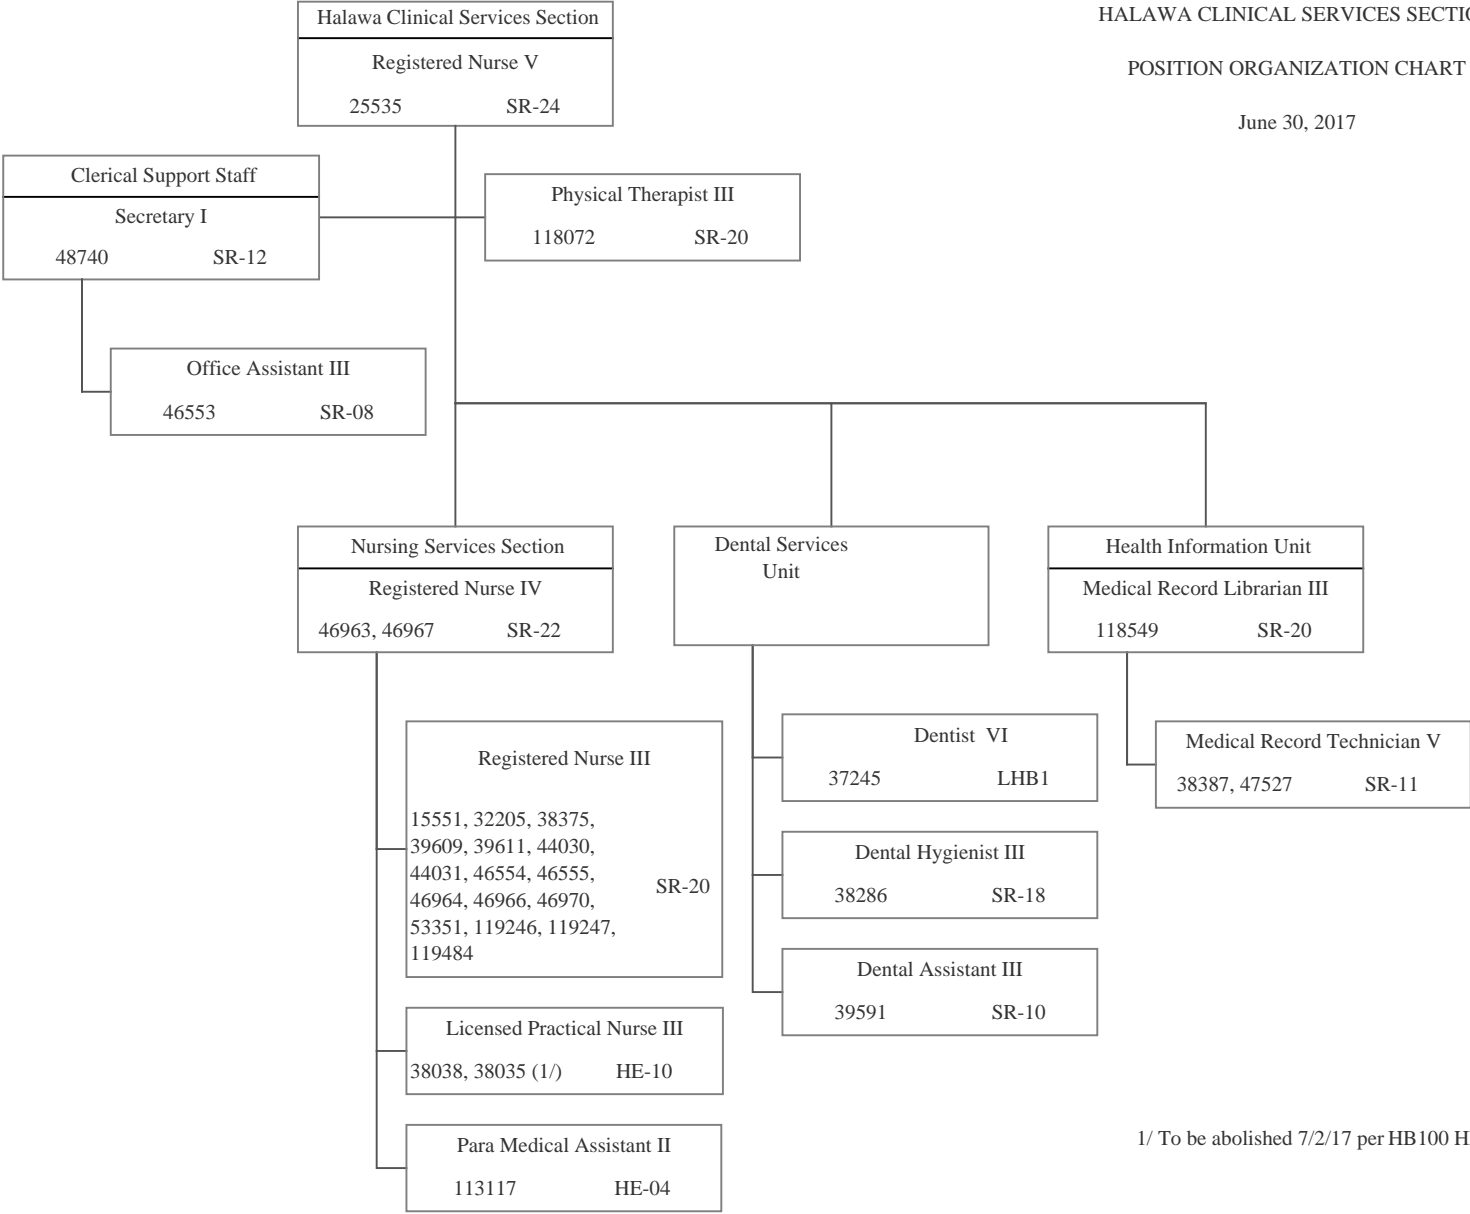 Halawa Clinical Services Section
Registered Nurse V
25535 SR-24
HALAWA CLINICAL SERVICES
POSITION ORGANIZATION CHART
June 30, 2017
Clerical Support Staff
Secretary I
48740 SR-12
Physical Therapist III
118072 SR-20
Office Assistant III
46553 SR-08
Nursing Services Section
Registered Nurse IV
46963, 46967 SR-22
Dental Services
Unit
Health Information Unit
Medical Record Librarian III
118549 SR-20
Registered Nurse III
15551, 32205, 38375,
39609, 39611, 44030,
44031, 46554, 46555,
46964, 46966, 46970,
53351, 119246, 119247,
119484
SR-20
Licensed Practical Nurse III
38038, 38035 (1/) HE-10
Para Medical Assistant II
113117 HE-04
Dentist VI
37245 LHB1
Dental Hygienist III
38286 SR-18
Dental Assistant III
39591 SR-10
Medical Record Technician V
38387, 47527 SR-11
1/ To be abolished 7/2/17 per HB100